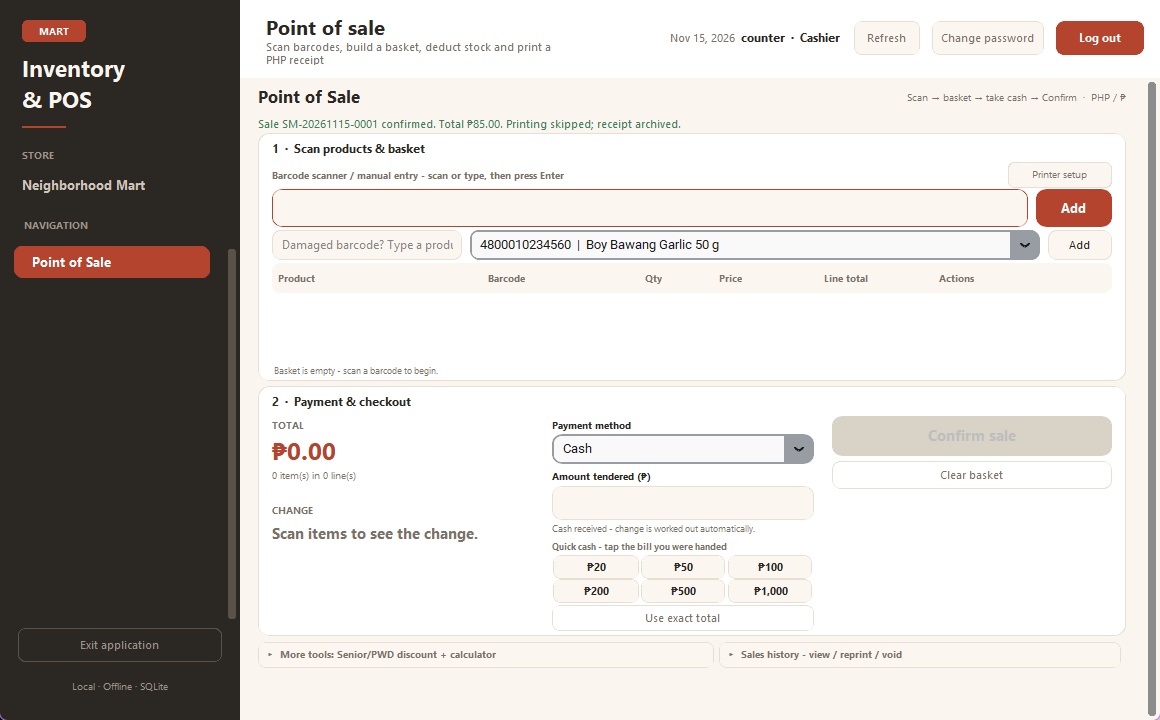 MART
Inventory
& POS
STORE
Neighborhood Mart
NAVIGATION
Point of Sale
Exit application
Local · Offline · SQLite
Point of sale
Scan barcodes, build a basket, deduct stock and print a
PHP receipt
Nov 15, 2026 counter · Cashier
Refresh
Change password
Log out
Point of Sale
Scan → basket → take cash → Confirm · PHP / ₱
Sale SM-20261115-0001 confirmed. Total ₱85.00. Printing skipped; receipt archived.
1 · Scan products & basket
Barcode scanner / manual entry - scan or type, then press Enter
Printer setup
Add
Damaged barcode? Type a produ
4800010234560 | Boy Bawang Garlic 50 g
Add
Product Barcode Qty Price Line total Actions
Basket is empty - scan a barcode to begin.
2 · Payment & checkout
TOTAL
₱0.00
0 item(s) in 0 line(s)
CHANGE
Scan items to see the change.
Payment method
Cash
Amount tendered (₱)
Cash received - change is worked out automatically.
Quick cash - tap the bill you were handed
₱20 ₱50 ₱100
₱200 ₱500 ₱1,000
Use exact total
Confirm sale
Clear basket
More tools: Senior/PWD discount + calculator
Sales history - view / reprint / void